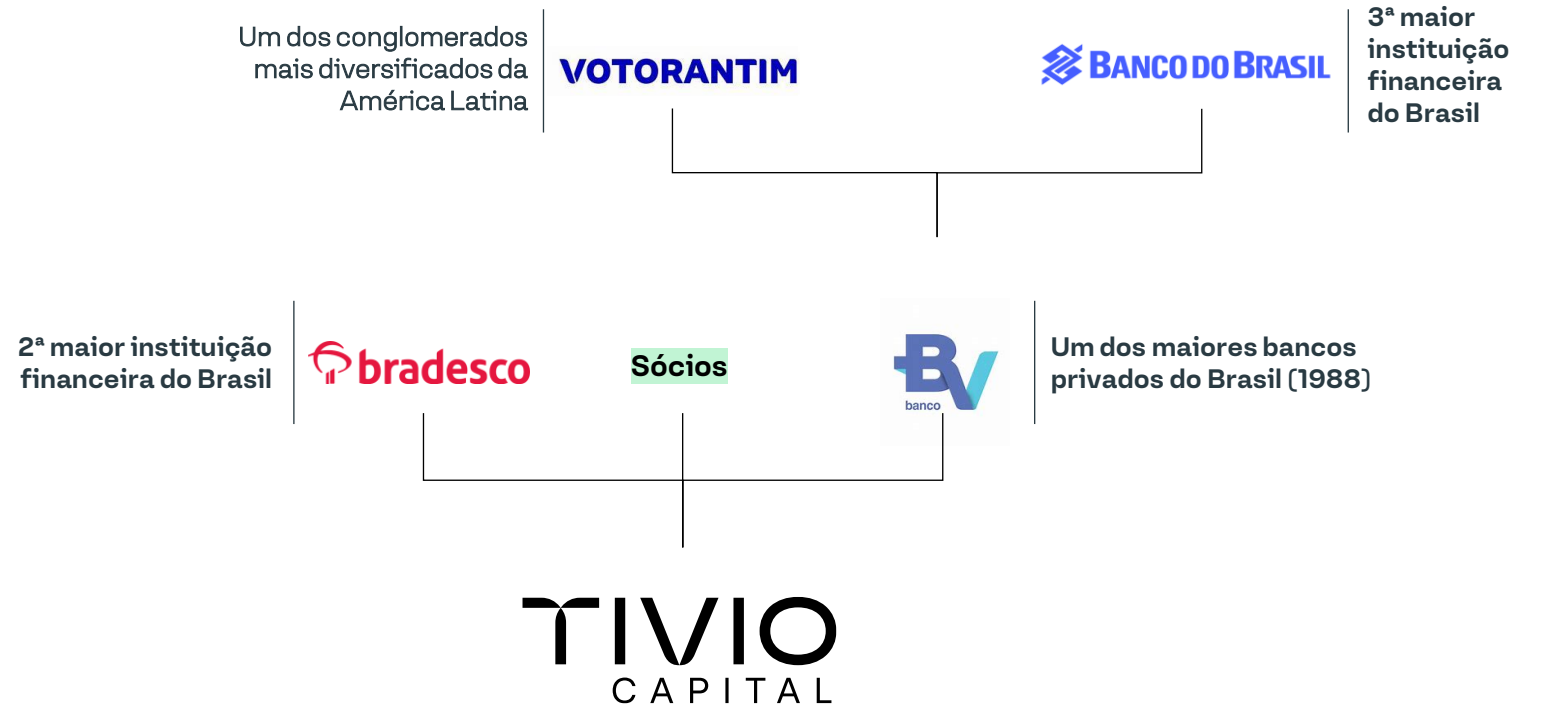 Um dos conglomerados
mais diversificados da
América Latina
VOTORANTIM
BANCO DO BRASIL
3ª maior
instituição
financeira
do Brasil
2ª maior instituição
financeira do Brasil
bradesco
Sócios
BV
banco
Um dos maiores bancos
privados do Brasil (1988)
TIVIO
CAPITAL